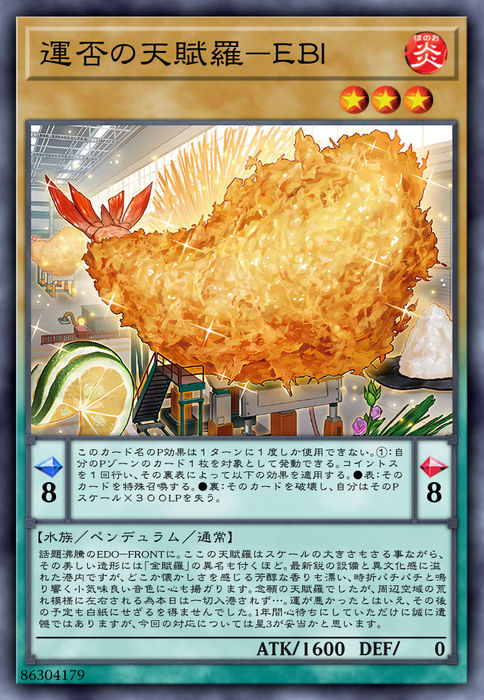 運否の天賦羅－EBI
ほのお
炎
このカード名のP効果は１ターンに１度しか使用できない。①：自
分のPゾーンのカード１枚を対象として発動できる。コイントス
を１回行い、その裏表によって以下の効果を適用する。●表：そ
のカードを特殊召喚する。●裏：そのカードを破壊し、自分はそのP
スケール×３００LPを失う。
8
8
【水族／ペンデュラム／通常】
話題沸騰のEDO－FRONTに。ここの天賦羅はスケールの大きさもさる事ながら、
その美しい造形には「金賦羅」の異名も付くほど。最新鋭の設備と異文化感に溢
れた港内ですが、どこか懐かしさを感じる芳醇な香りも漂い、時折パチパチと鳴
り響く小気味良い音色に心も揚がります。念願の天賦羅でしたが、周辺空域の荒
れ模様に左右される為本日は一切入港されず…。運が悪かったとはいえ、その後
の予定も白紙にせざるを得ませんでした。1年間心待ちにしていただけに誠に遺
憾ではありますが、今回の対応については星3が妥当かと思います。
ATK/1600 DEF/ 0
86304179